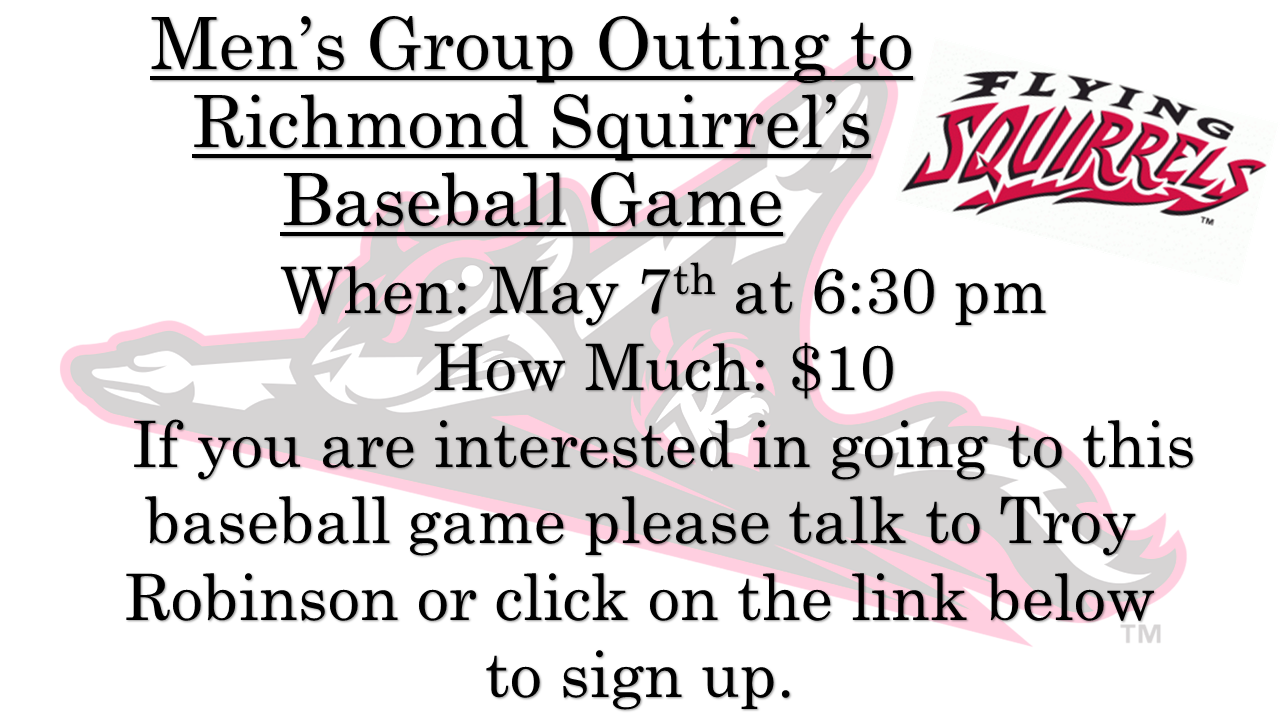 Men’s Group Outing to
Richmond Squirrel’s
Baseball Game
FLYING
SQUIRRELS
TM
When: May 7th at 6:30 pm
How Much: $10
If you are interested in going to this
baseball game please talk to Troy
Robinson or click on the link below
to sign up.
TM